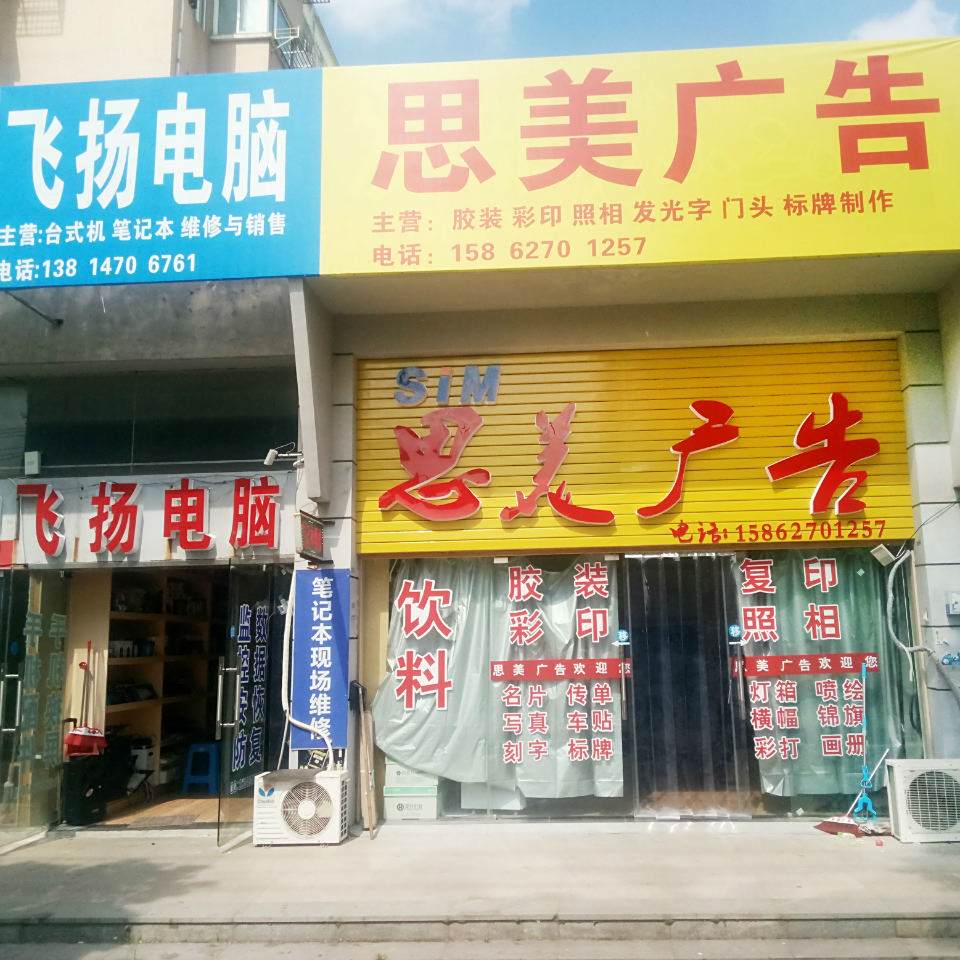 飞扬电脑
主营:台式机 笔记本 维修与销售
电话:138 1470 6761
思美广告
主营：胶装 彩印 照相 发光字 门头 标牌制作
电话：158 6270 1257
SiM
思美广告
电话:15862701257
飞扬电脑
数据恢复
监控安防
笔记本现场维修
饮料
胶装
彩印
思美广告欢迎您
名片 传单
写真 车贴
刻字 标牌
移
移
复印
照相
思美广告欢迎您
灯箱 喷绘
横幅 锦旗
彩打 画册